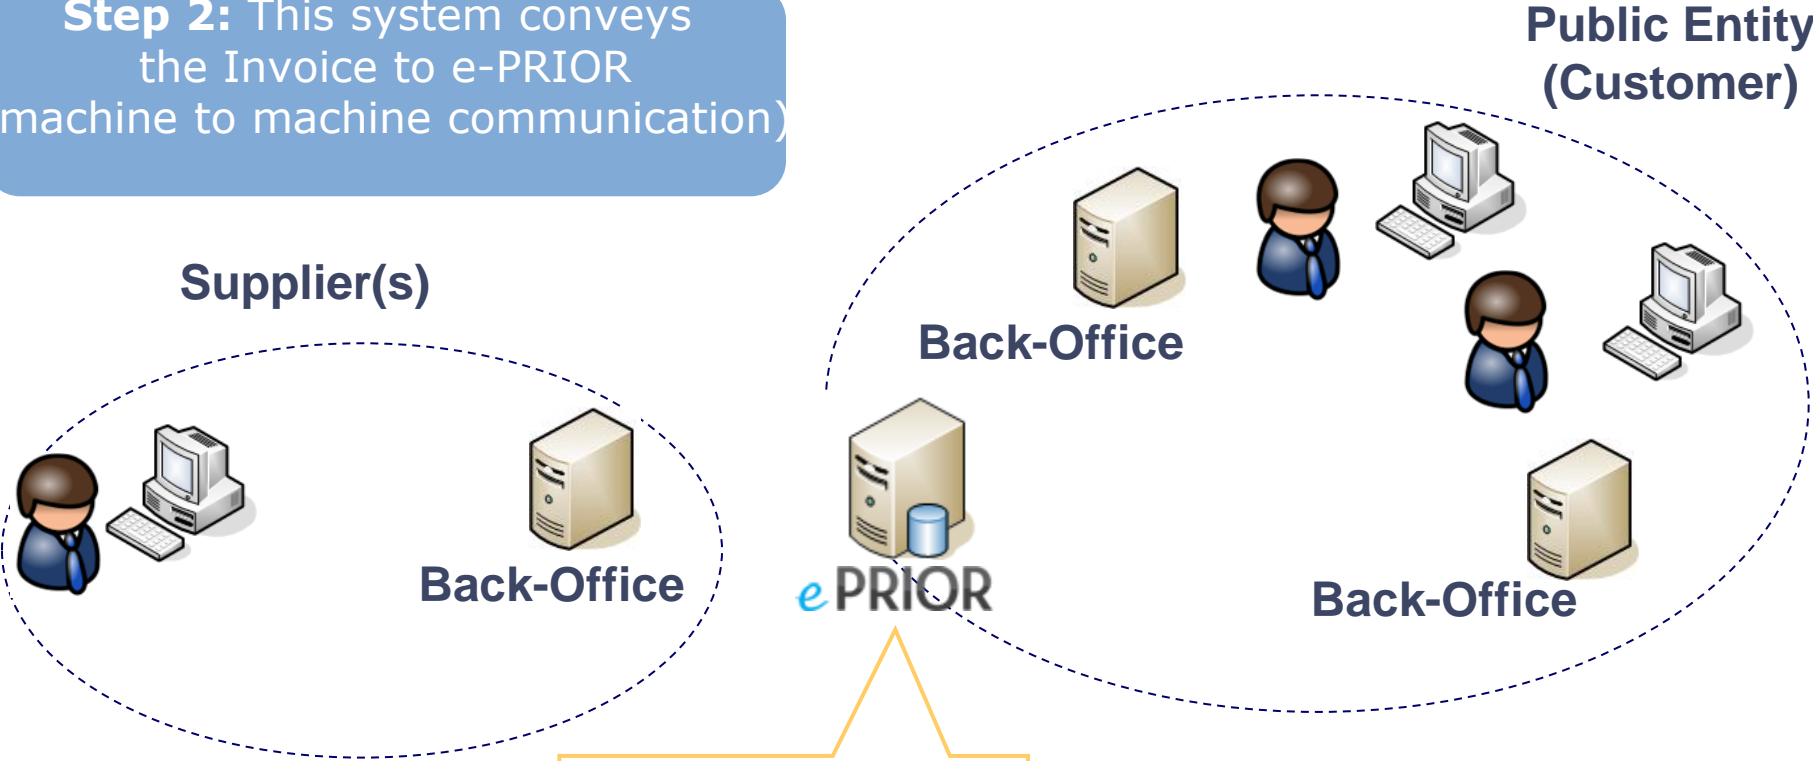 Step 2: This system conveys
the Invoice to e-PRIOR
machine to machine communication)
Public Entity
(Customer)
Supplier(s)
Back-Office
Back-Office
ePRIOR
Back-Office